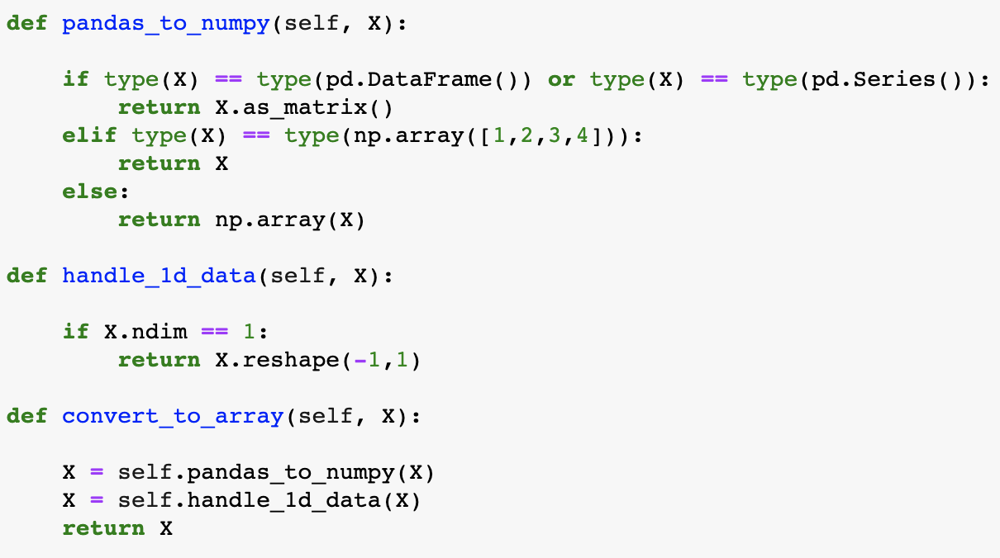 def pandas_to_numpy(self, X):
    if type(X) == type(pd.DataFrame()) or type(X) == type(pd.Series()):
        return X.as_matrix()
    elif type(X) == type(np.array([1,2,3,4])):
        return X
    else:
        return np.array(X)
def handle_1d_data(self, X):
    if X.ndim == 1:
        return X.reshape(-1,1)
def convert_to_array(self, X):
    X = self.pandas_to_numpy(X)
    X = self.handle_1d_data(X)
    return X